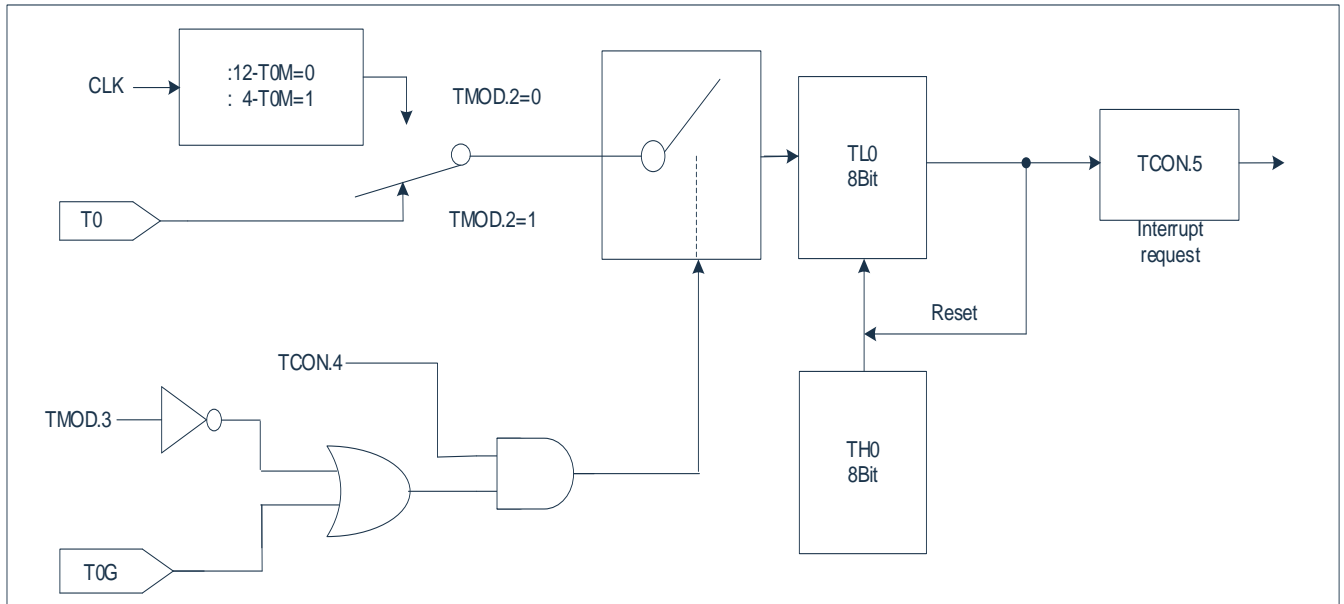 CLK
:12-T0M=0
: 4-T0M=1
TMOD.2=0
T0
TMOD.2=1
TL0
8Bit
TCON.5
Interrupt
request
Reset
TCON.4
TMOD.3
TH0
8Bit
T0G